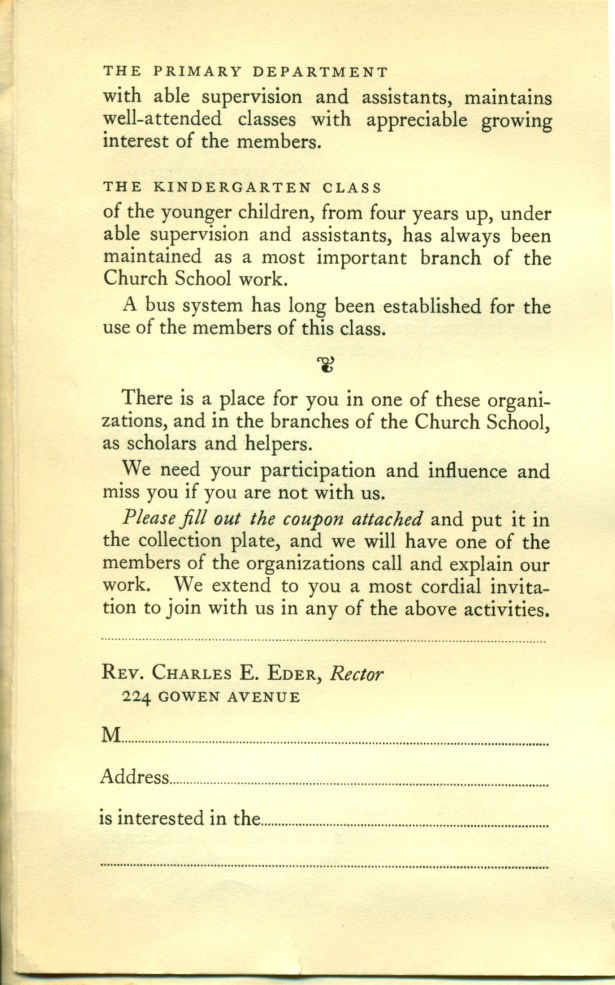 THE PRIMARY DEPARTMENT
with able supervision and assistants, maintains
well-attended classes with appreciable growing
interest of the members.
THE KINDERGARTEN CLASS
of the younger children, from four years up, under
able supervision and assistants, has always been
maintained as a most important branch of the
Church School work.
A bus system has long been established for the
use of the members of this class.
There is a place for you in one of these organi-
zations, and in the branches of the Church School,
as scholars and helpers.
We need your participation and influence and
miss you if you are not with us.
Please fill out the coupon attached and put it in
the collection plate, and we will have one of the
members of the organizations call and explain our
work. We extend to you a most cordial invita-
tion to join with us in any of the above activities.
REV. CHARLES E. EDER, Rector
224 GOWEN AVENUE
M
Address
is interested in the